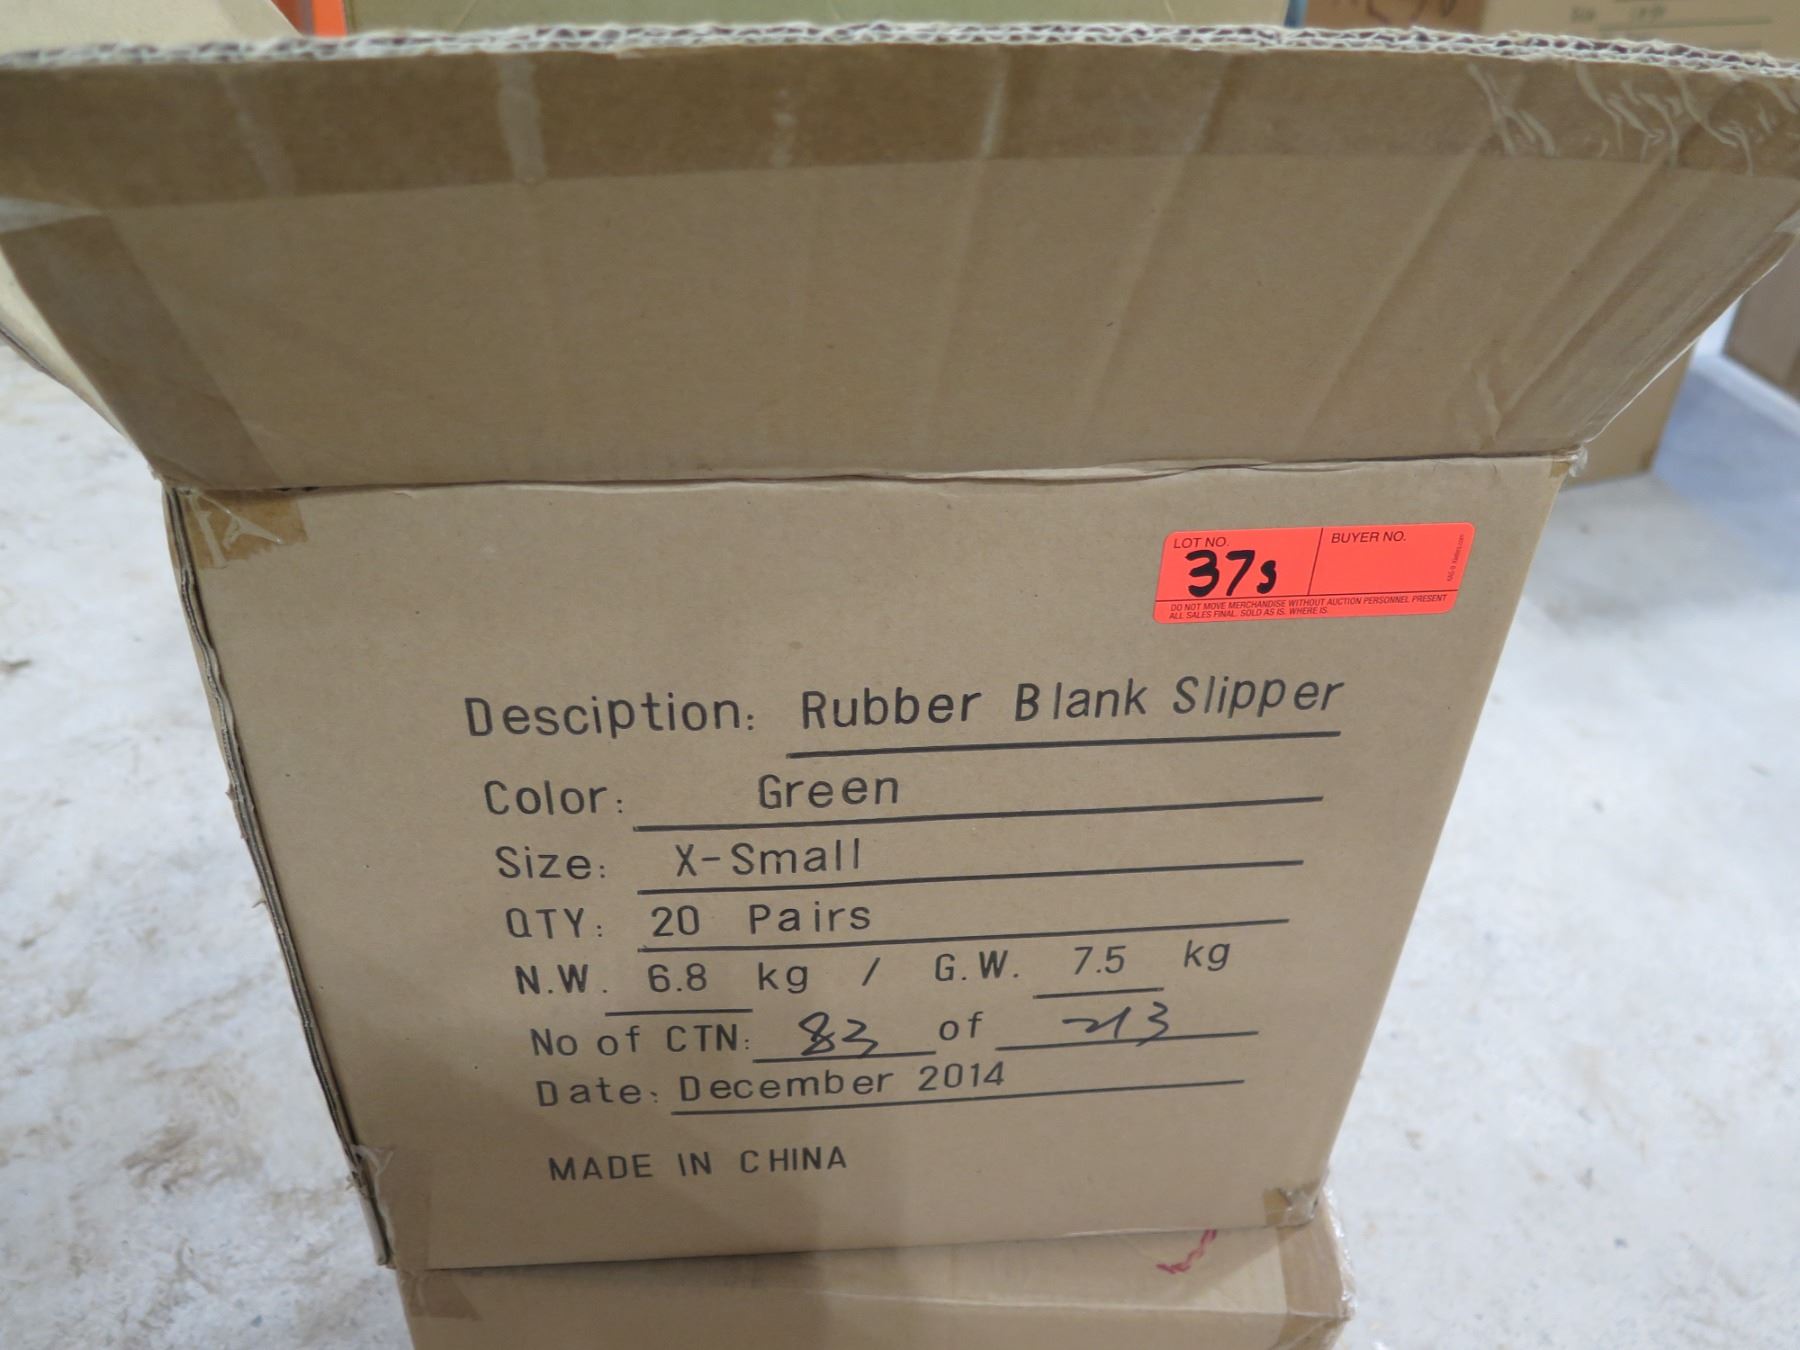 LOT NO. BUYER NO.
37s
DO NOT MOVE MERCHANDISE WITHOUT AUCTION PERSONNEL PRESENT
ALL SALES FINAL. SOLD AS IS. WHERE IS.
Desciption: Rubber Blank Slipper
Color: Green
Size: X-Small
QTY: 20 Pairs
N.W. 6.8 kg / G.W. 7.5 kg
No of CTN: 83 of 213
Date: December 2014
MADE IN CHINA